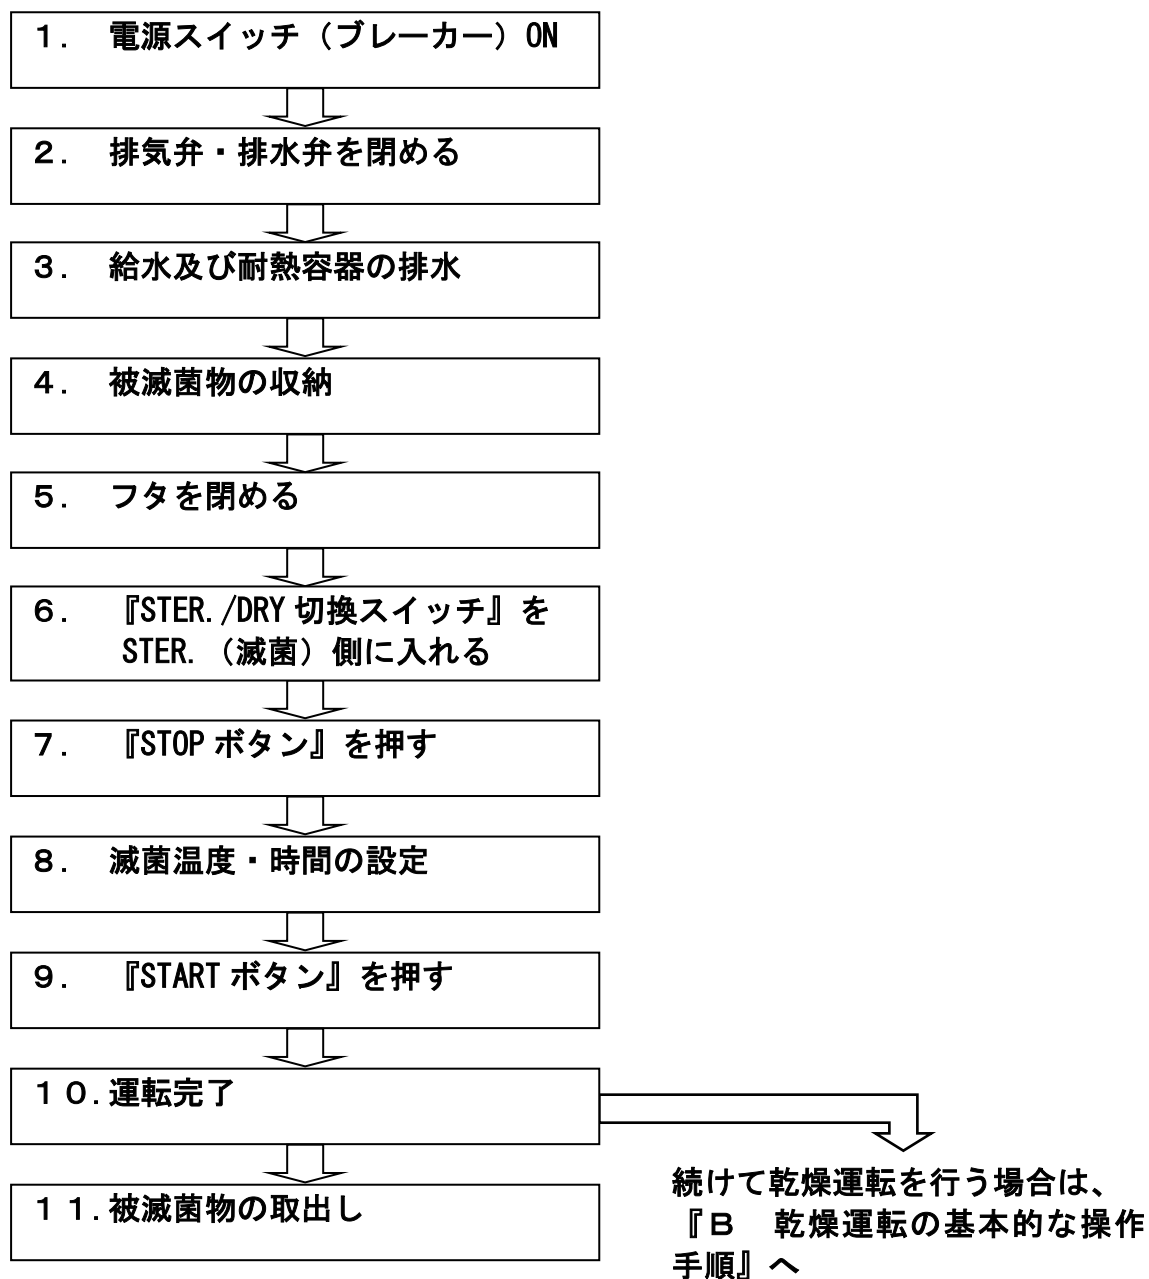 １．　電源スイッチ（ブレーカー）ON
２．　排気弁・排水弁を閉める
３．　給水及び耐熱容器の排水
４．　被滅菌物の収納
５．　フタを閉める
６．　『STER./DRY 切換スイッチ』を
STER.（滅菌）側に入れる
７．　『STOP ボタン』を押す
８．　滅菌温度・時間の設定
９．　『START ボタン』を押す
１０.運転完了
１１.被滅菌物の取出し
続けて乾燥運転を行う場合は、
『Ｂ　乾燥運転の基本的な操作
手順』へ